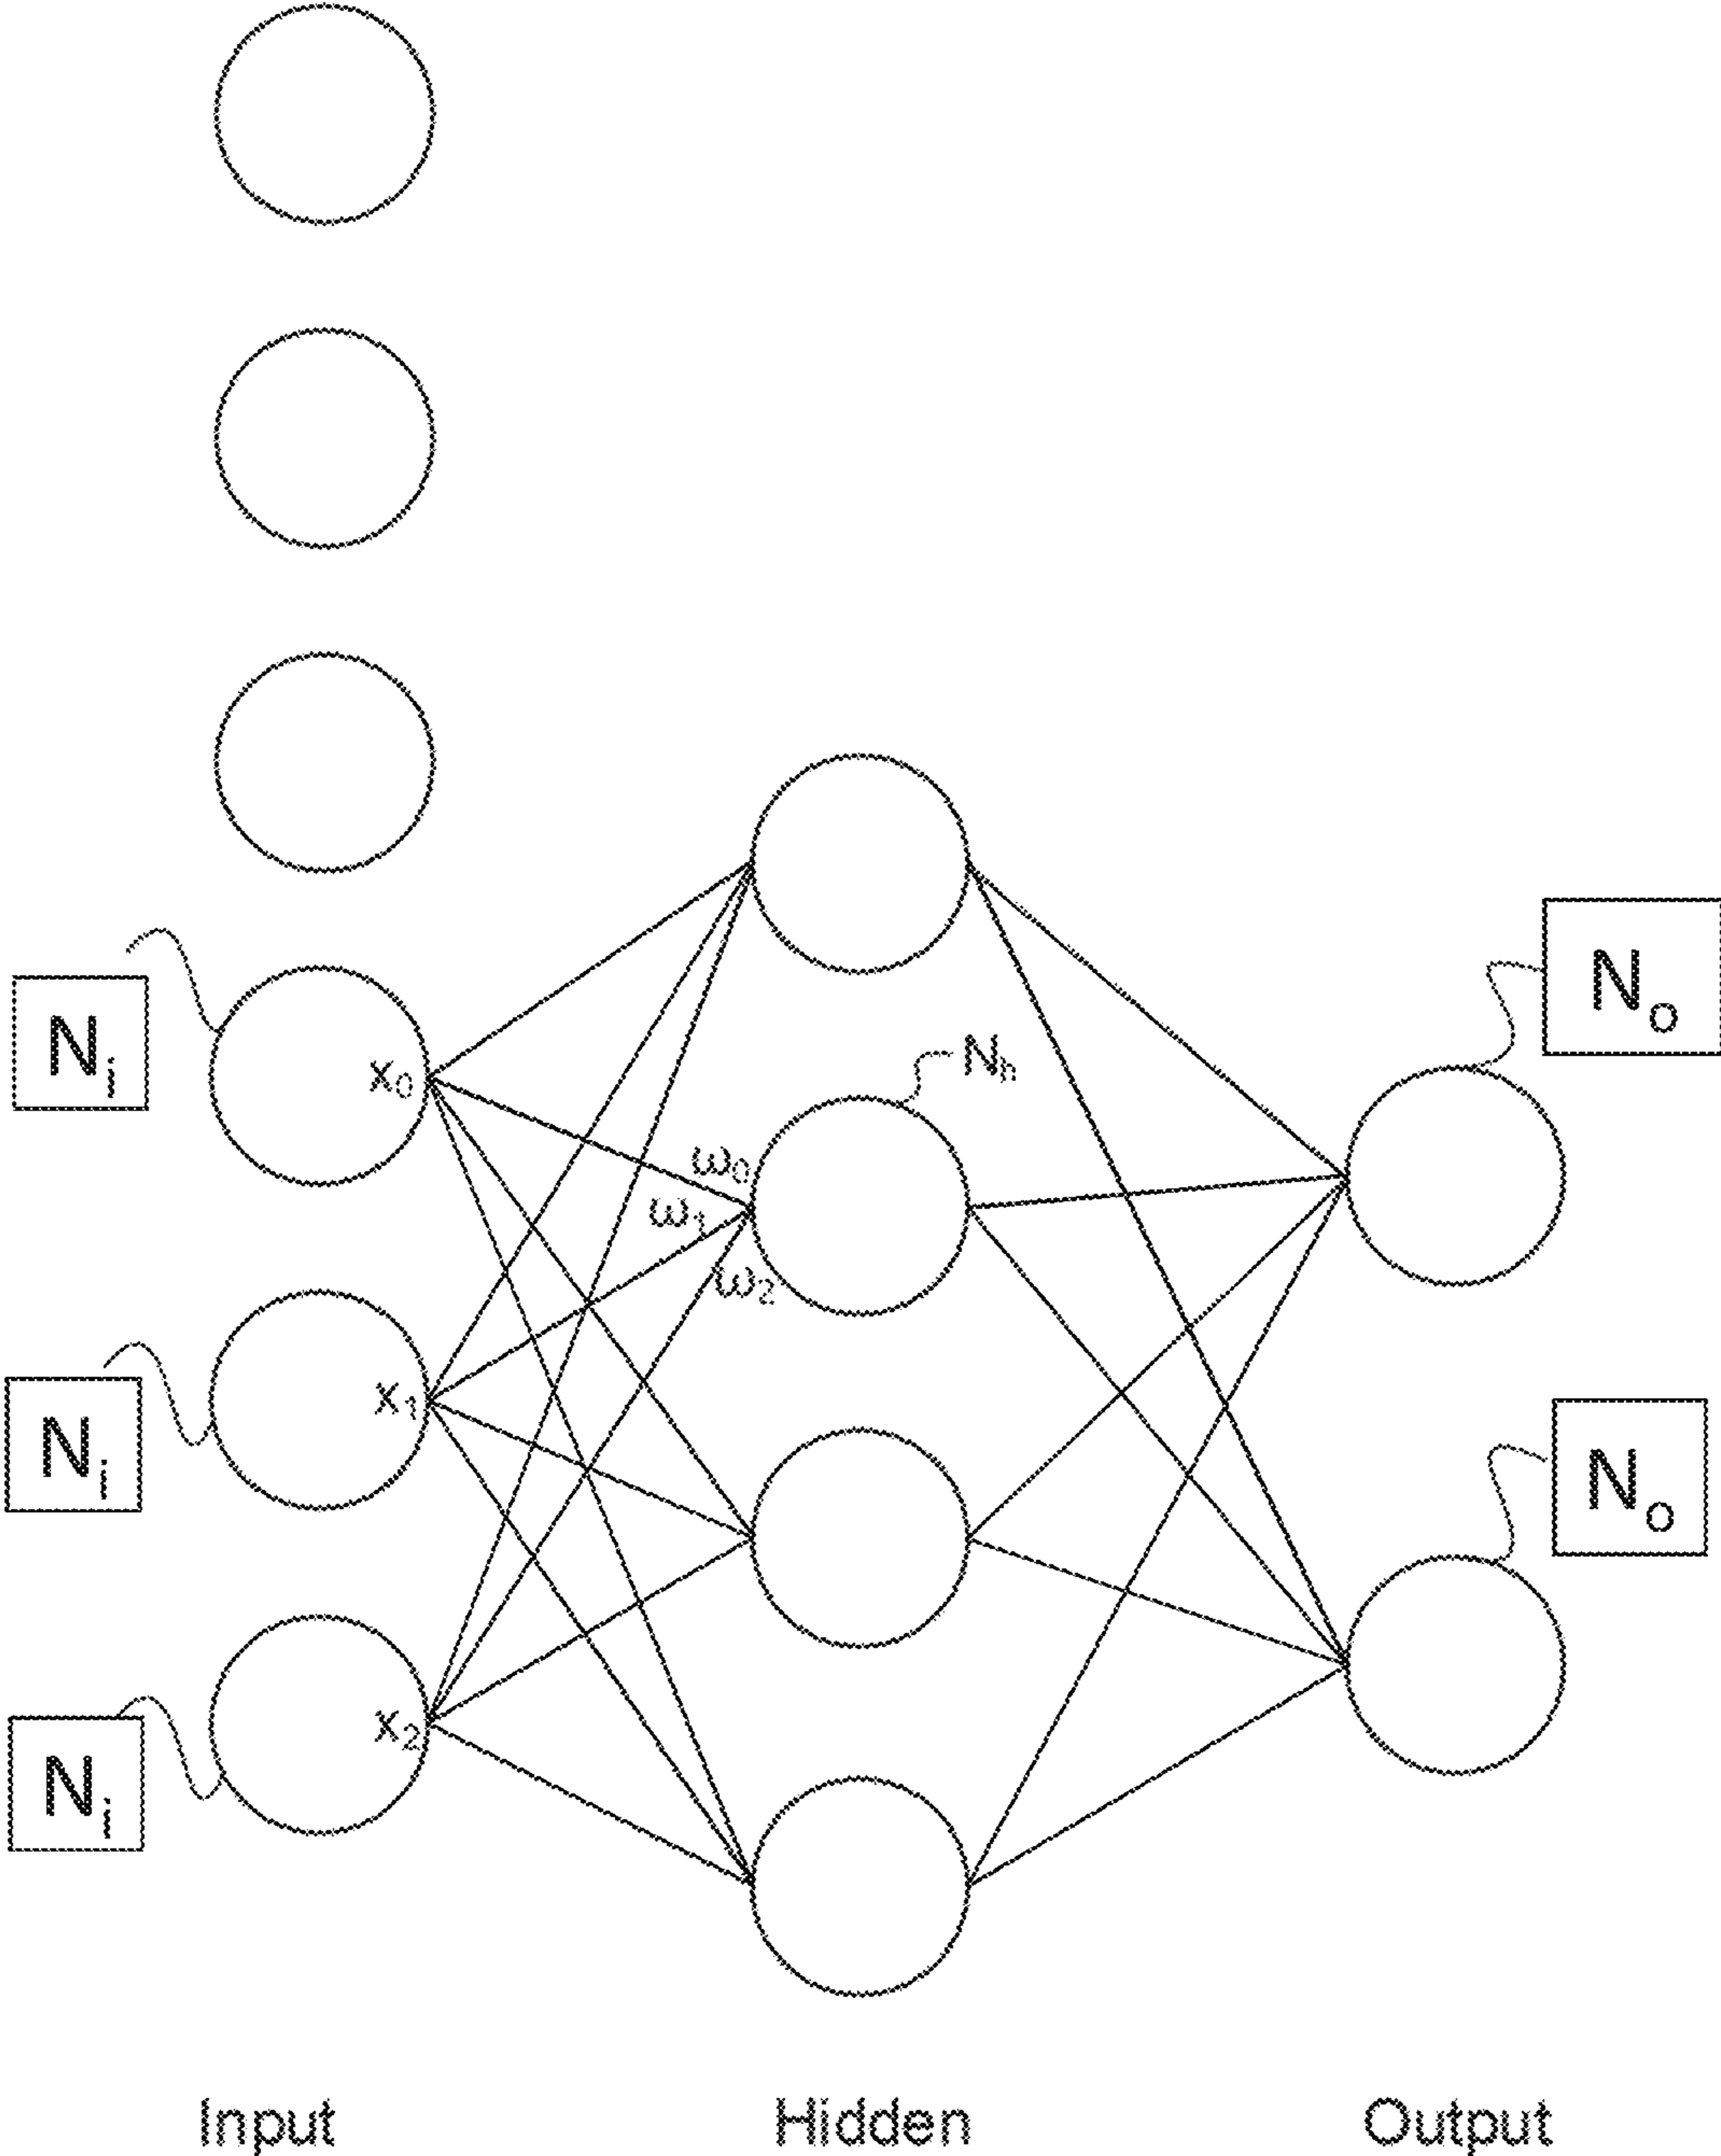 Nᵢ
Nₒ
x₀
Nₕ
ω₀
ω₁
ω₂
Nᵢ
x₁
Nₒ
Nᵢ
x₂
Input Hidden Output